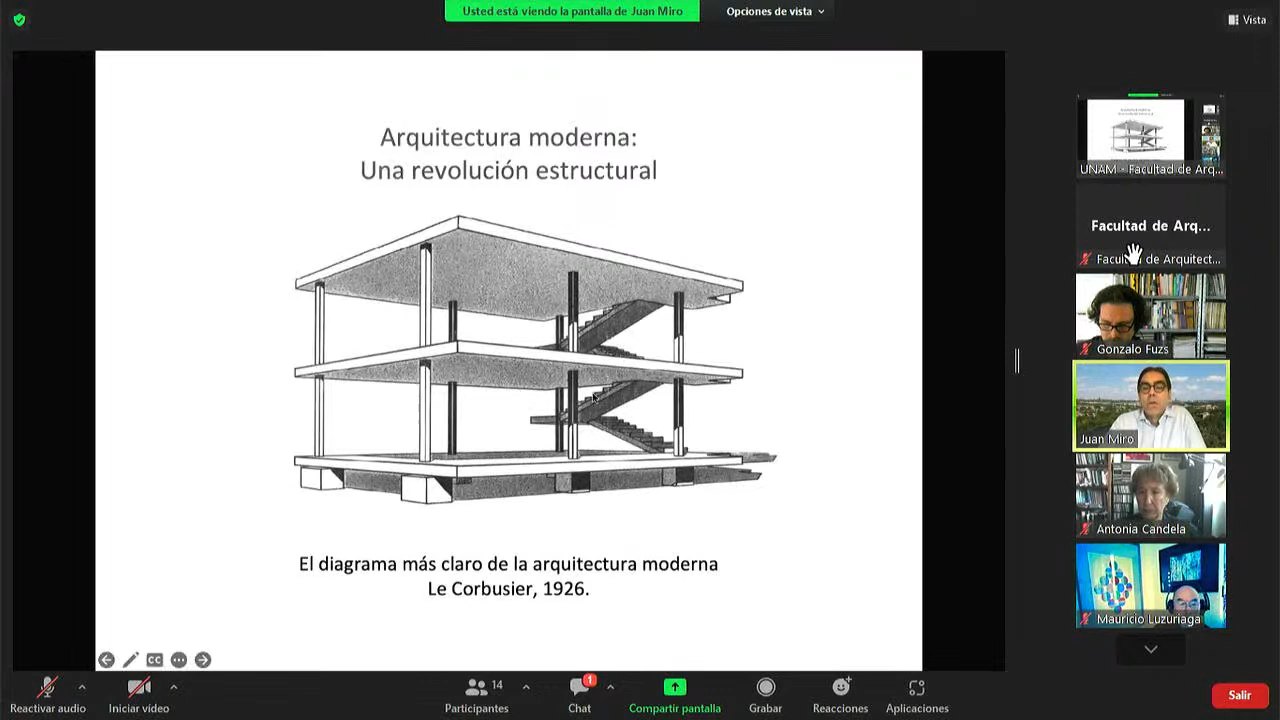 Usted está viendo la pantalla de Juan Miro
Opciones de vista
Vista
Arquitectura moderna:
Una revolución estructural
El diagrama más claro de la arquitectura moderna
Le Corbusier, 1926.
UNAM - Facultad de Arq...
Facultad de Arq...
Facultad de Arquitect...
Gonzalo Fuzs
Juan Miro
Antonia Candela
Mauricio Luzuriaga
CC
Reactivar audio
Iniciar vídeo
14
Participantes
1
Chat
Compartir pantalla
Grabar
Reacciones
Aplicaciones
Salir